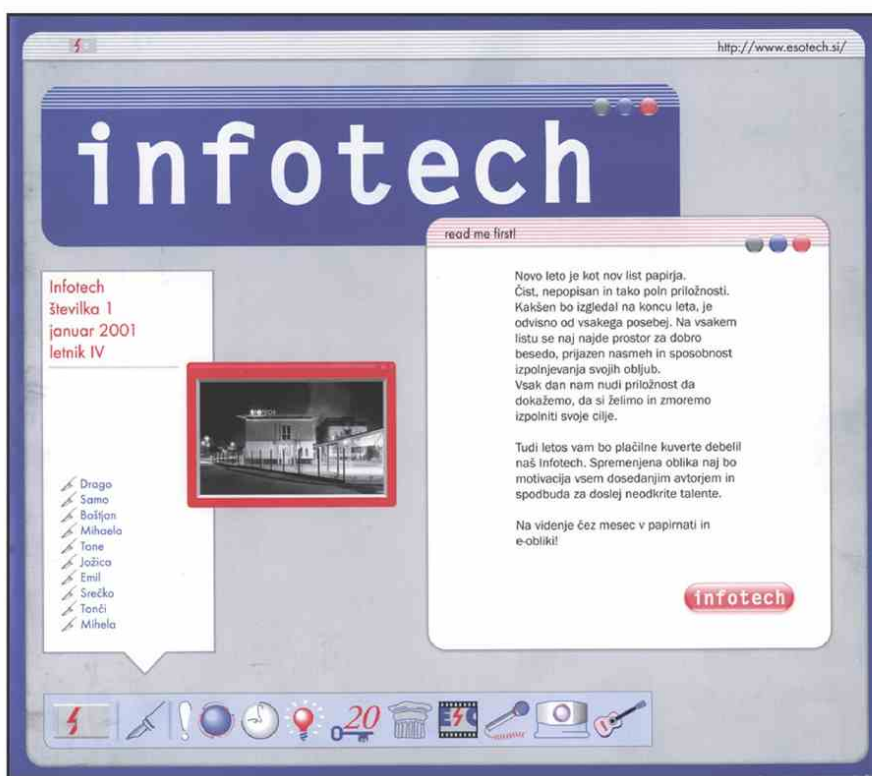 http://www.esotech.si/
infotech
read me first!
Infotech
številka 1
januar 2001
letnik IV
Novo leto je kot nov list papirja.
Čist, nepopisan in tako poln priložnosti.
Kakšen bo izgledal na koncu leta, je
odvisno od vsakega posebej. Na vsakem
listu se naj najde prostor za dobro
besedo, prijazen nasmeh in sposobnost
izpolnjevanja svojih obljub.
Vsak dan nam nudi priložnost da
dokažemo, da si želimo in zmoremo
izpolniti svoje cilje.
Tudi letos vam bo plačilne kuverte debelil
naš Infotech. Spremenjena oblika naj bo
motivacija vsem dosedanjim avtorjem in
spodbuda za doslej neodkrite talente.
Na videnje čez mesec v papirnati in
e-obliki!
infotech
ESOTECH
Drago
Samo
Boštjan
Mihaela
Tone
Jožica
Emil
Srečko
Tonči
Mihela
20